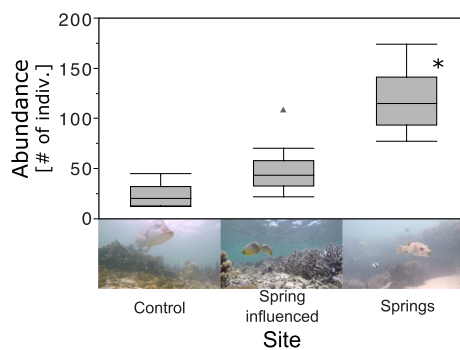 200
150
100
50
0
Abundance
[# of indiv.]
*
Control
Spring
influenced
Springs
Site